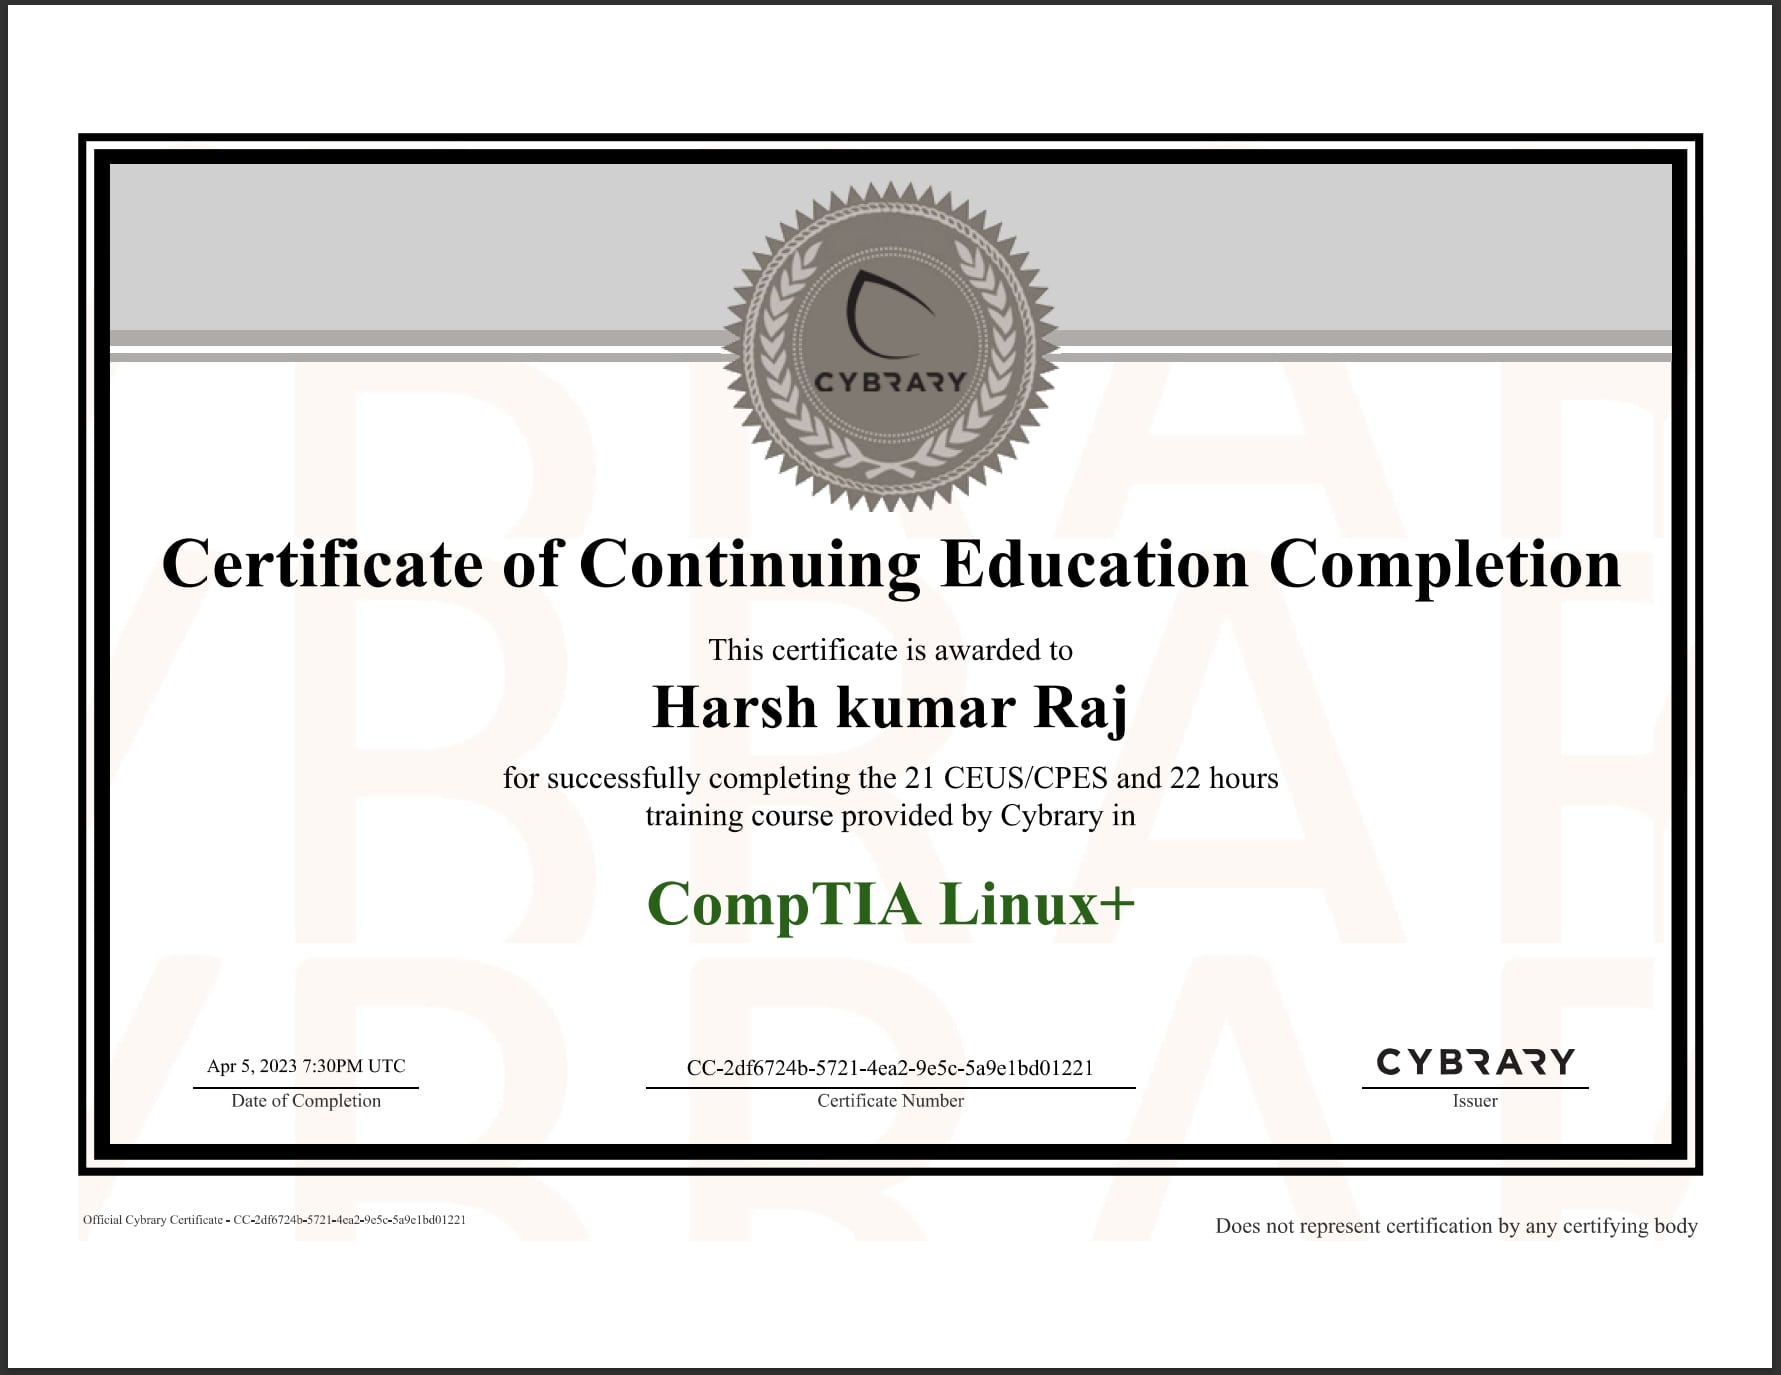 CYBRARY
Certificate of Continuing Education Completion
This certificate is awarded to
Harsh kumar Raj
for successfully completing the 21 CEUS/CPES and 22 hours
training course provided by Cybrary in
CompTIA Linux+
Apr 5, 2023 7:30PM UTC
Date of Completion
CC-2df6724b-5721-4ea2-9e5c-5a9e1bd01221
Certificate Number
CYBRARY
Issuer
Official Cybrary Certificate - CC-2df6724b-5721-4ea2-9e5c-5a9e1bd01221
Does not represent certification by any certifying body